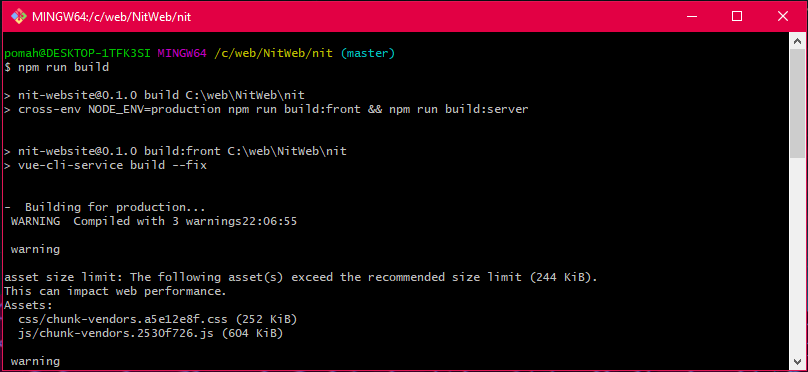 MINGW64:/c/web/NitWeb/nit
pomah@DESKTOP-1TFK3SI MINGW64 /c/web/NitWeb/nit (master)
$ npm run build
> nit-website@0.1.0 build C:\web\NitWeb\nit
> cross-env NODE_ENV=production npm run build:front && npm run build:server
> nit-website@0.1.0 build:front C:\web\NitWeb\nit
> vue-cli-service build --fix
-  Building for production...
WARNING  Compiled with 3 warnings22:06:55
warning
asset size limit: The following asset(s) exceed the recommended size limit (244 KiB).
This can impact web performance.
Assets:
css/chunk-vendors.a5e12e8f.css (252 KiB)
js/chunk-vendors.2530f726.js (604 KiB)
warning